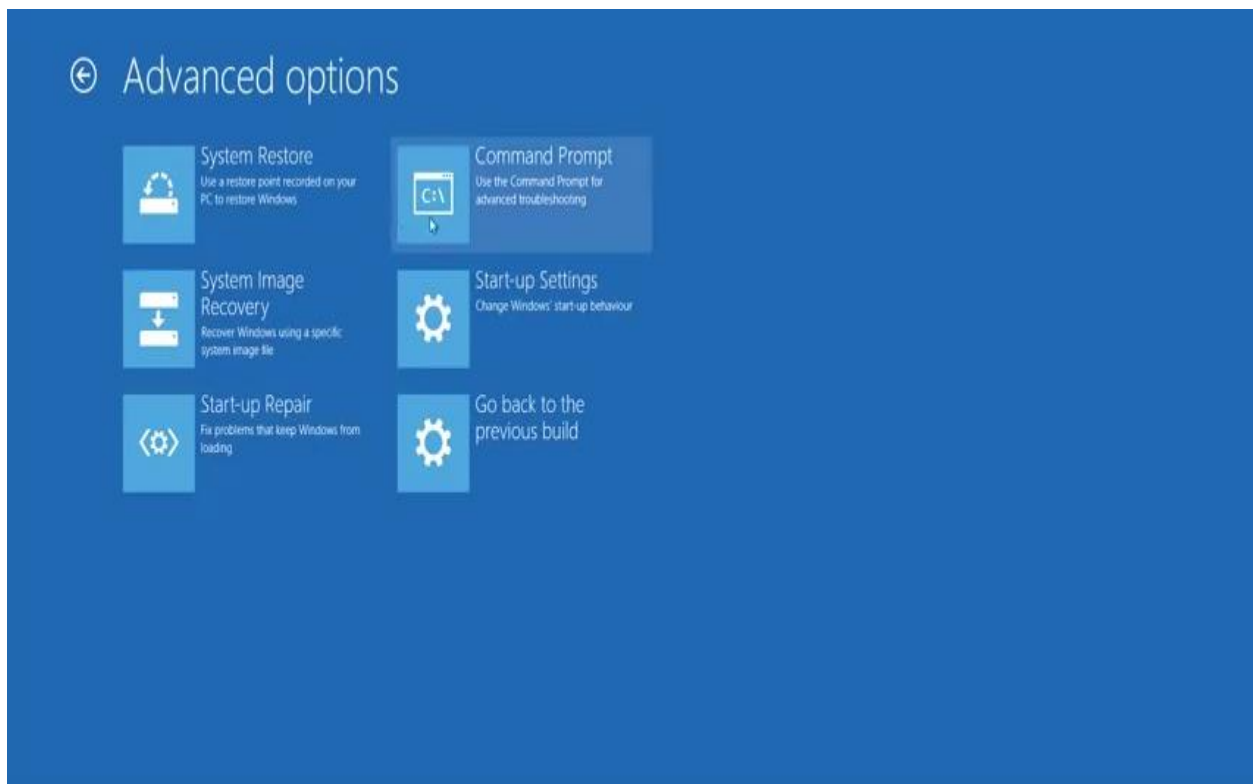 Advanced options
System Restore
Use a restore point recorded on your
PC to restore Windows
Command Prompt
Use the Command Prompt for
advanced troubleshooting
C:\
System Image
Recovery
Recover Windows using a specific
system image file
Start-up Settings
Change Windows' start-up behaviour
Start-up Repair
Fix problems that keep Windows from
loading
Go back to the
previous build